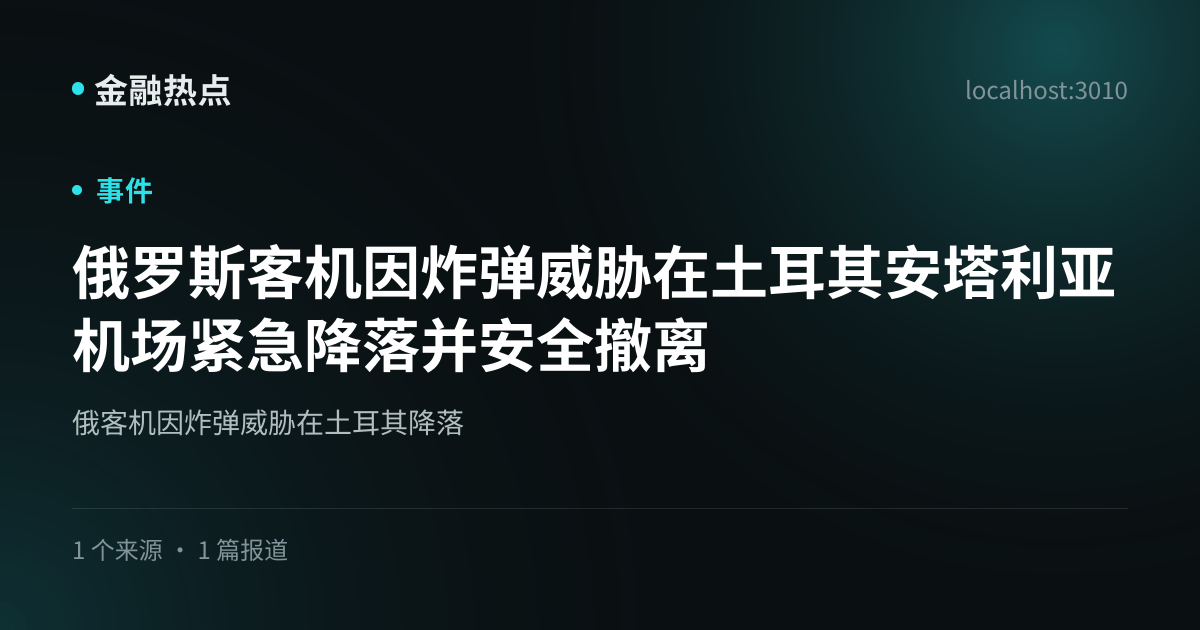 金融热点
localhost:3010
事件
俄罗斯客机因炸弹威胁在土耳其安塔利亚
机场紧急降落并安全撤离
俄客机因炸弹威胁在土耳其降落
1 个来源 · 1 篇报道